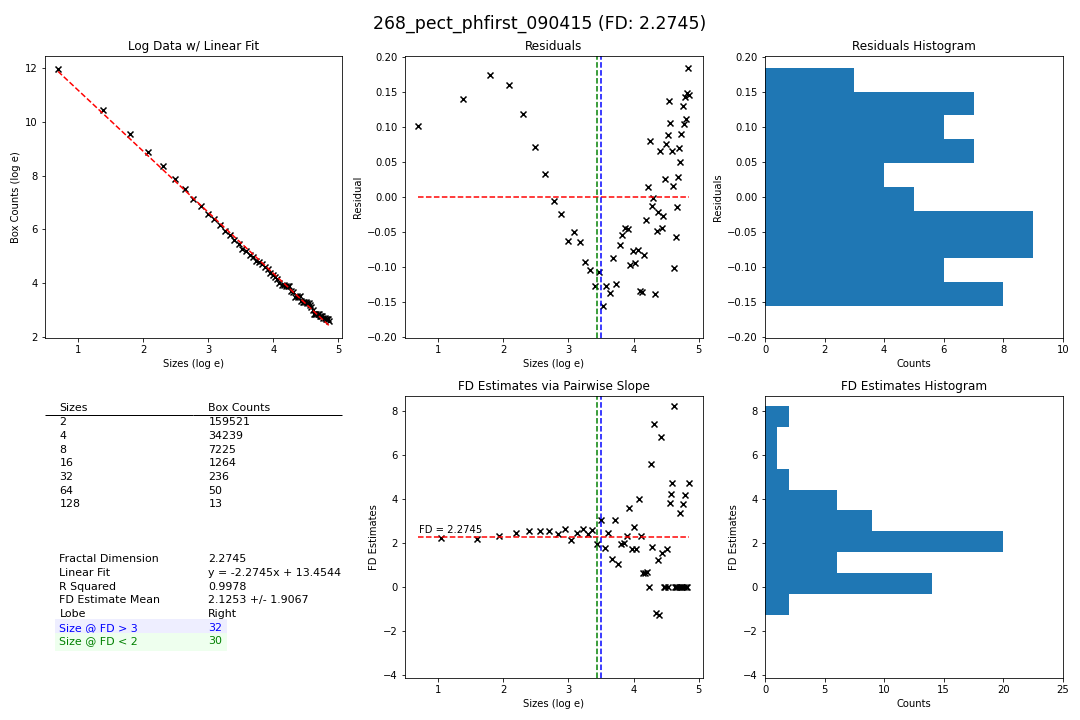 268_pect_phfirst_090415 (FD: 2.2745)
Log Data w/ Linear Fit
Box Counts (log e)
12
10
8
6
4
2
1 2 3 4 5
Sizes (log e)
Residuals
Residual
0.20
0.15
0.10
0.05
0.00
−0.05
−0.10
−0.15
−0.20
1 2 3 4 5
Sizes (log e)
Residuals Histogram
Residuals
0.20
0.15
0.10
0.05
0.00
−0.05
−0.10
−0.15
−0.20
0 2 4 6 8 10
Counts
Sizes Box Counts
2 159521
4 34239
8 7225
16 1264
32 236
64 50
128 13
Fractal Dimension 2.2745
Linear Fit y = -2.2745x + 13.4544
R Squared 0.9978
FD Estimate Mean 2.1253 +/- 1.9067
Lobe Right
Size @ FD > 3 32
Size @ FD < 2 30
FD Estimates via Pairwise Slope
FD Estimates
8
6
4
2
0
−2
−4
FD = 2.2745
1 2 3 4 5
Sizes (log e)
FD Estimates Histogram
FD Estimates
8
6
4
2
0
−2
−4
0 5 10 15 20 25
Counts